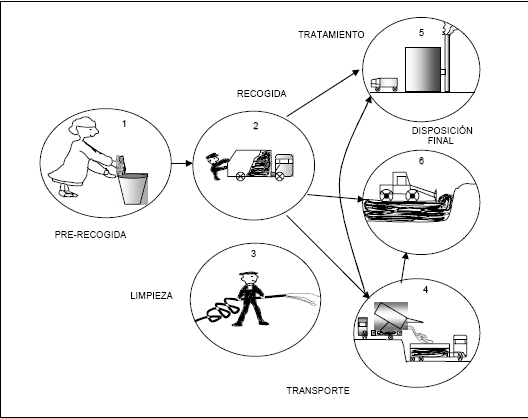 TRATAMIENTO
5
RECOGIDA
1
2
DISPOSICIÓN
FINAL
6
PRE-RECOGIDA
3
LIMPIEZA
4
TRANSPORTE